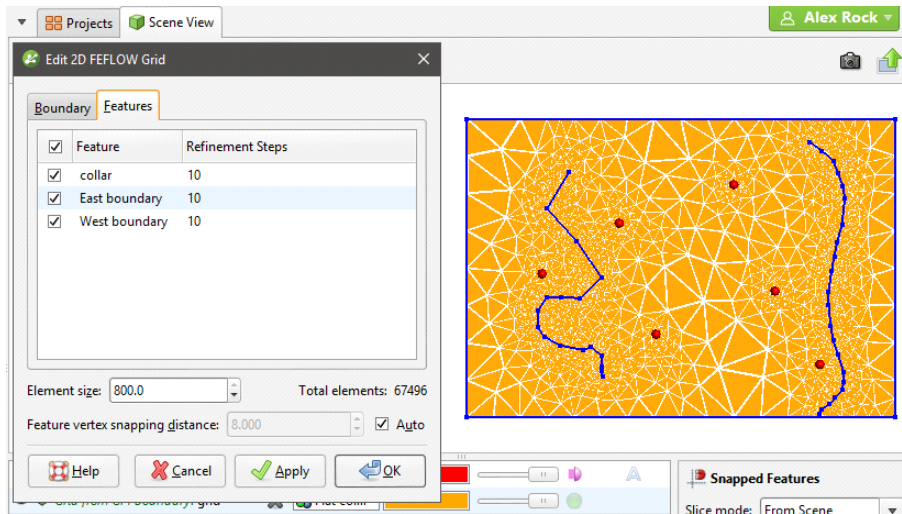 Projects
Scene View
Alex Rock
Edit 2D FEFLOW Grid
Boundary
Features
Feature Refinement Steps
collar 10
East boundary 10
West boundary 10
Element size: 800.0 Total elements: 67496
Feature vertex snapping distance: 8.000 Auto
Help
Cancel
Apply
OK
A
Snapped Features
Slice mode: From Scene